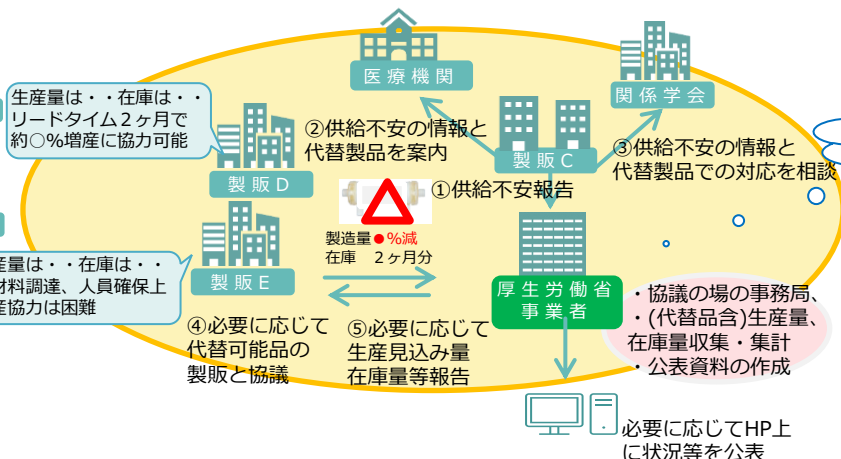 医療機関
関係学会
生産量は・・在庫は・・
リードタイム２ヶ月で
約○%増産に協力可能
製販D
②供給不安の情報と
代替製品を案内
製販C
③供給不安の情報と
代替製品での対応を相談
①供給不安報告
製造量●%減
在庫　２ヶ月分
産量は・・在庫は・・
材料調達、人員確保上
産協力は困難
製販E
厚生労働省
事業者
④必要に応じて
代替可能品の
製販と協議
⑤必要に応じて
生産見込み量
在庫量等報告
・協議の場の事務局、
・(代替品含)生産量、
在庫量収集・集計
・公表資料の作成
必要に応じてHP上
に状況等を公表